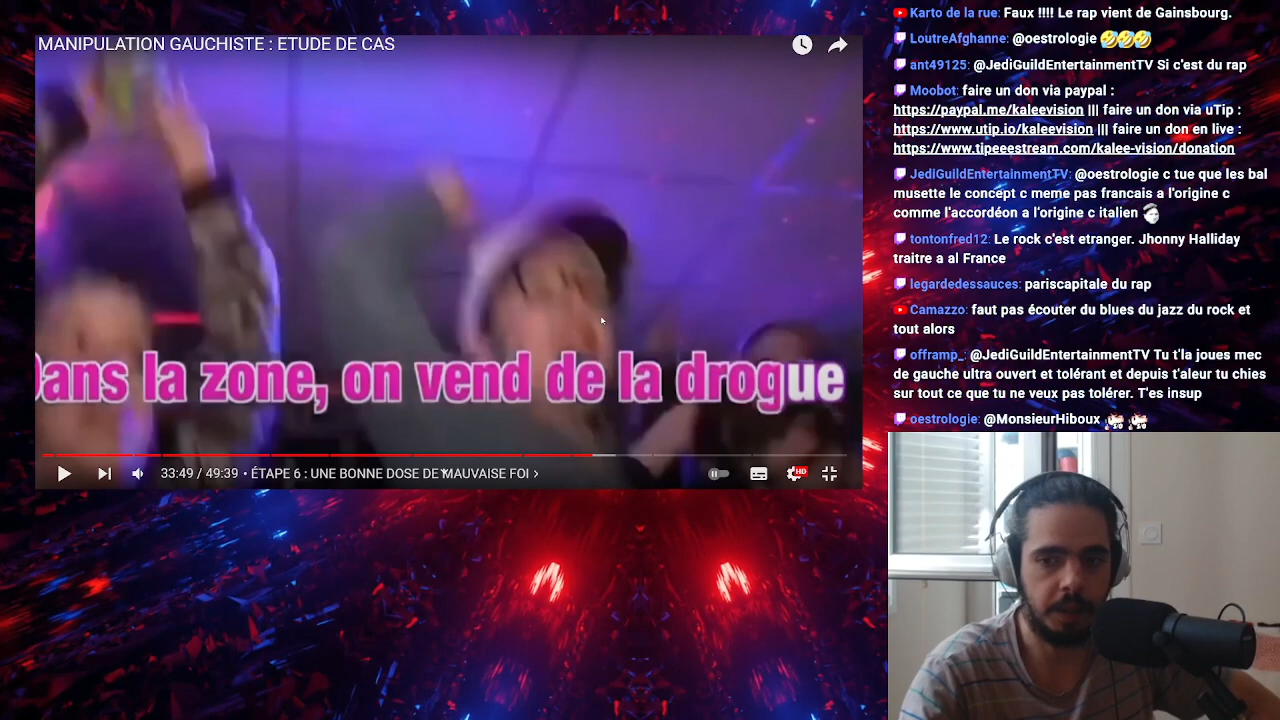 MANIPULATION GAUCHISTE : ETUDE DE CAS
Dans la zone, on vend de la drogue
33:49 / 49:39 • ÉTAPE 6 : UNE BONNE DOSE DE MAUVAISE FOI
HD
Karto de la rue: Faux !!!! Le rap vient de Gainsbourg.
LoutreAfghanne: @oestrologie 🤣🤣🤣
ant49125: @JediGuildEntertainmentTV Si c'est du rap
Moobot: faire un don via paypal :
https://paypal.me/kaleevision ||| faire un don via uTip :
https://www.utip.io/kaleevision ||| faire un don en live :
https://www.tipeeestream.com/kalee-vision/donation
JediGuildEntertainmentTV: @oestrologie c tue que les bal
musette le concept c meme pas francais a l'origine c
comme l'accordéon a l'origine c italien
tontonfred12: Le rock c'est etranger. Jhonny Halliday
traitre a al France
legardedessauces: pariscapitale du rap
Camazzo: faut pas écouter du blues du jazz du rock et
tout alors
offramp_: @JediGuildEntertainmentTV Tu t'la joues mec
de gauche ultra ouvert et tolérant et depuis t'aleur tu chies
sur tout ce que tu ne veux pas tolérer. T'es insup
oestrologie: @MonsieurHiboux